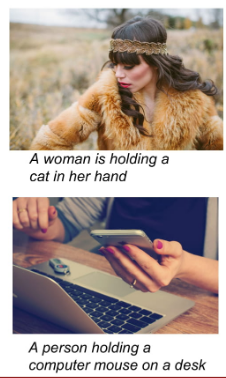 A woman is holding a
cat in her hand
A person holding a
computer mouse on a desk